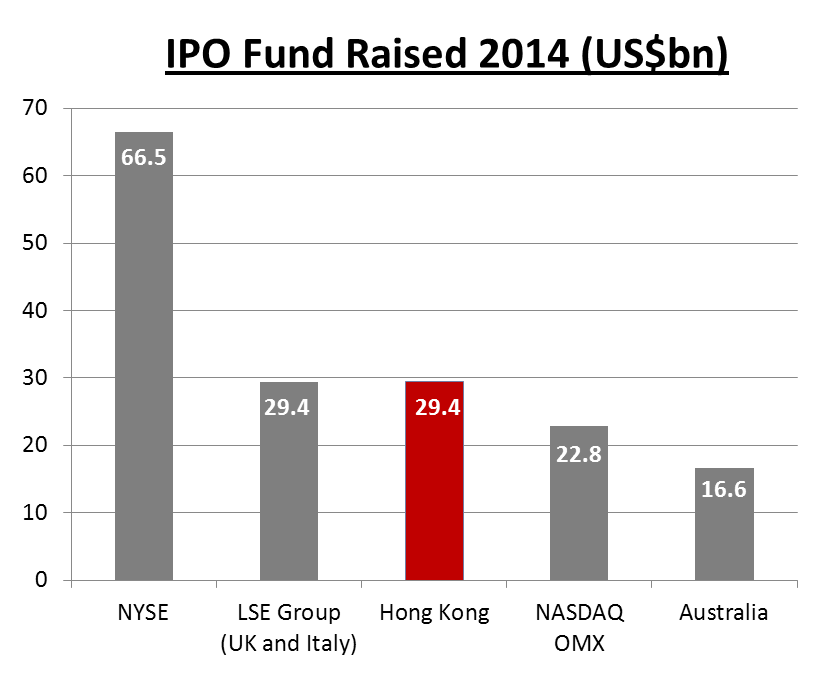 IPO Fund Raised 2014 (US$bn)
70
60
50
40
30
20
10
0
66.5
29.4
29.4
22.8
16.6
NYSE
LSE Group
(UK and Italy)
Hong Kong
NASDAQ
OMX
Australia